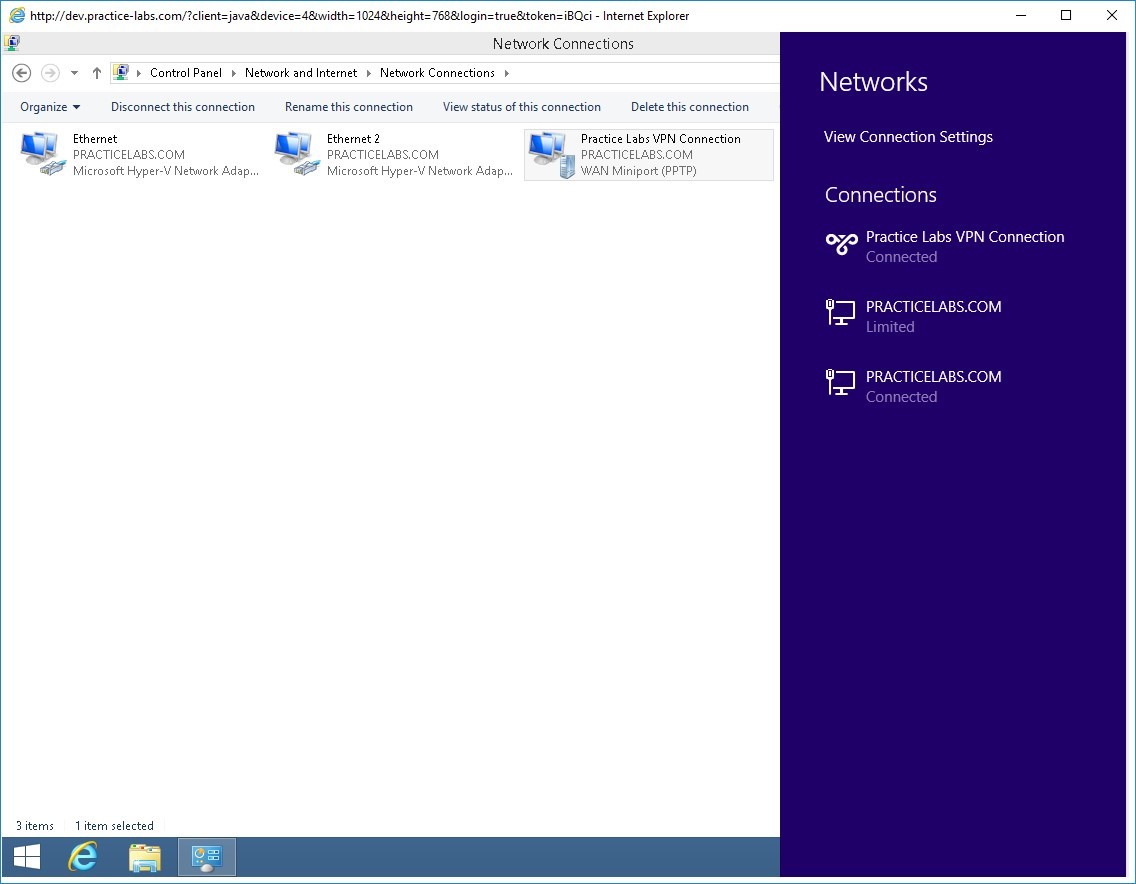 http://dev.practice-labs.com/?client=java&device=4&width=1024&height=768&login=true&token=iBQci - Internet Explorer
Network Connections
Control Panel Network and Internet Network Connections
Organize Disconnect this connection Rename this connection View status of this connection Delete this connection
Ethernet
PRACTICELABS.COM
Microsoft Hyper-V Network Adap...
Ethernet 2
PRACTICELABS.COM
Microsoft Hyper-V Network Adap...
Practice Labs VPN Connection
PRACTICELABS.COM
WAN Miniport (PPTP)
3 items 1 item selected
Networks
View Connection Settings
Connections
Practice Labs VPN Connection
Connected
PRACTICELABS.COM
Limited
PRACTICELABS.COM
Connected